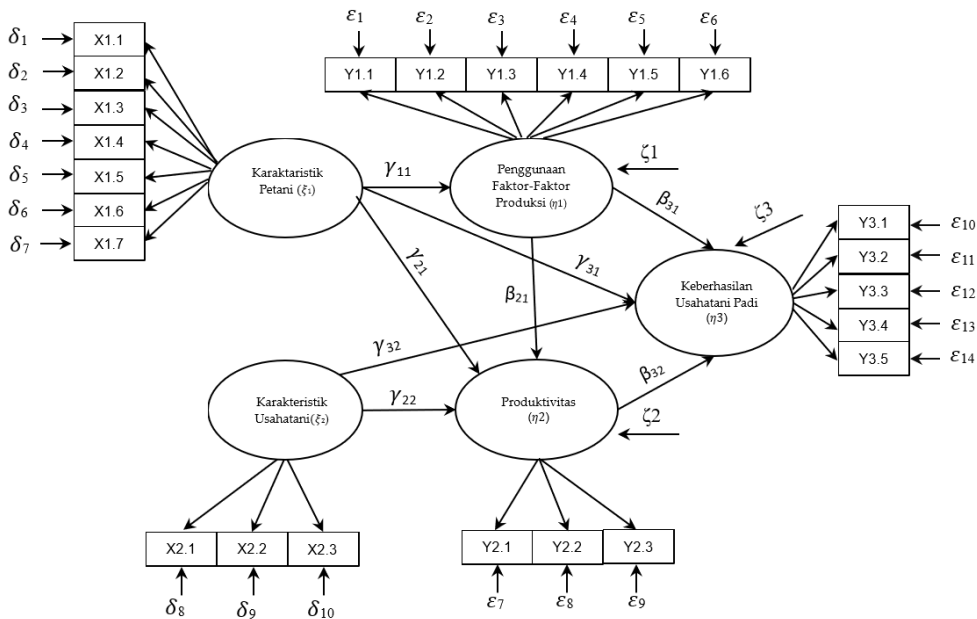 δ1
X1.1
δ2
X1.2
δ3
X1.3
δ4
X1.4
δ5
X1.5
δ6
X1.6
δ7
X1.7
ε1
ε2
ε3
ε4
ε5
ε6
Y1.1
Y1.2
Y1.3
Y1.4
Y1.5
Y1.6
Karaktaristik
Petani (ξ1)
γ11
Penggunaan
Faktor-Faktor
Produksi (η1)
ζ1
β31
ζ3
γ21
β21
γ31
Keberhasilan
Usahatani Padi
(η3)
Y3.1
ε10
Y3.2
ε11
Y3.3
ε12
Y3.4
ε13
Y3.5
ε14
γ32
β32
Karakteristik
Usahatani(ξ2)
γ22
Produktivitas
(η2)
ζ2
X2.1
X2.2
X2.3
δ8
δ9
δ10
Y2.1
Y2.2
Y2.3
ε7
ε8
ε9